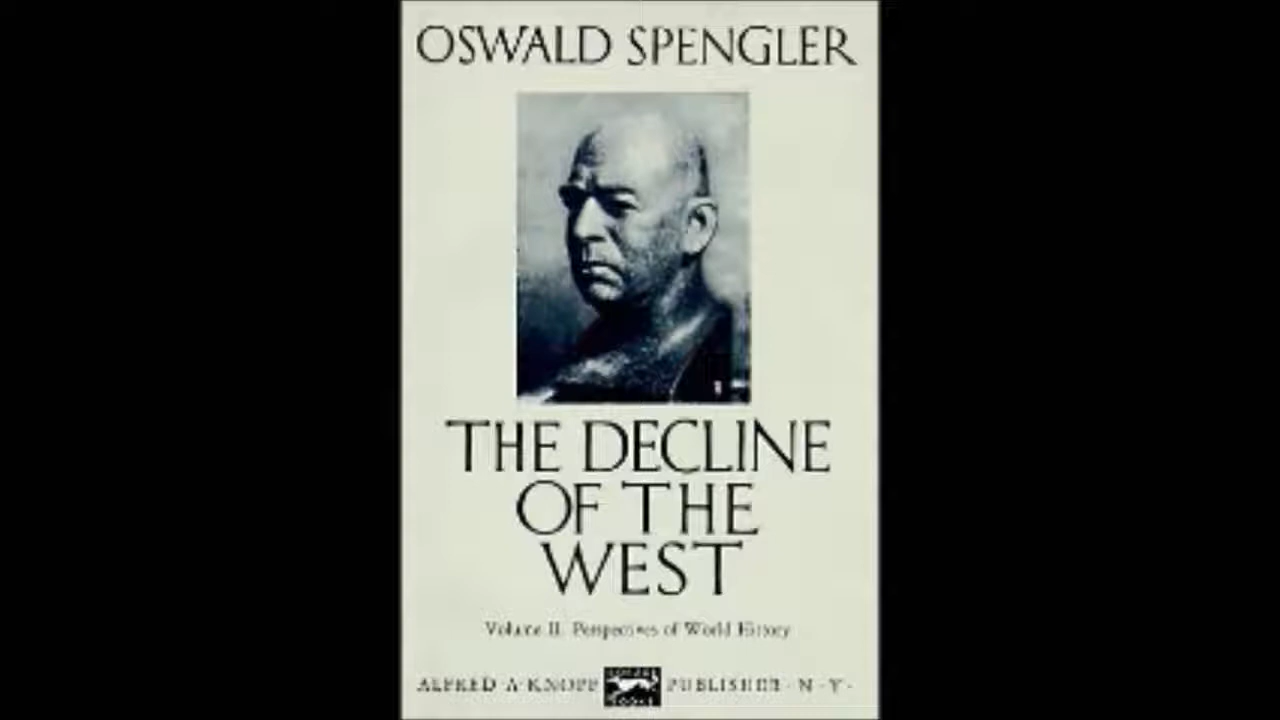 OSWALD SPENGLER
THE DECLINE
OF THE
WEST
Volume II. Perspectives of World History
ALFRED·A·KNOPF PUBLISHER·N·Y·